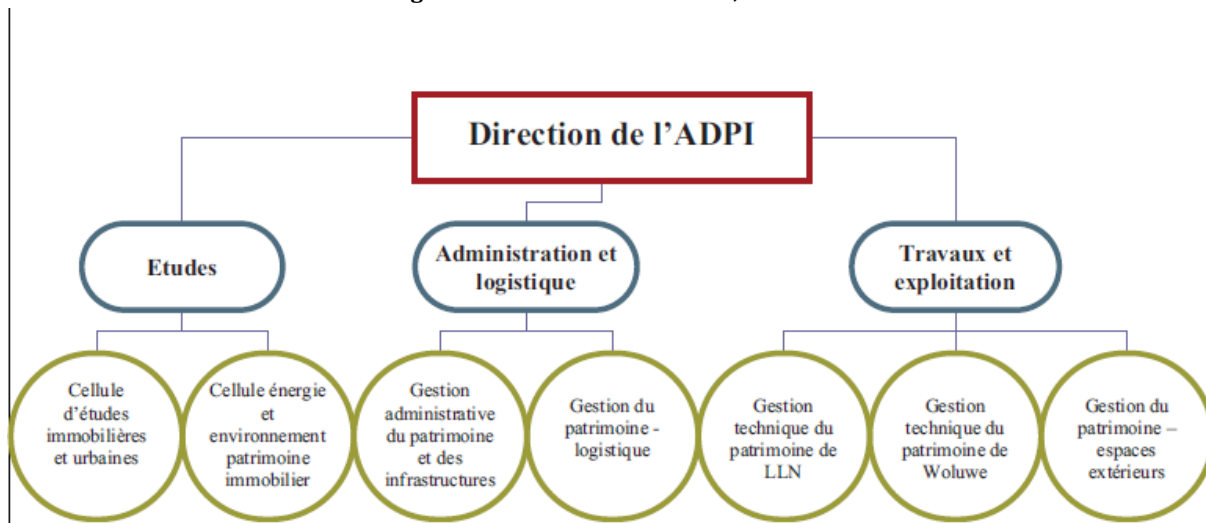 Direction de l'ADPI
Etudes
Administration et
logistique
Travaux et
exploitation
Cellule
d'études
immobilières
et urbaines
Cellule énergie
et
environnement
patrimoine
immobilier
Gestion
administrative
du patrimoine
et des
infrastructures
Gestion du
patrimoine -
logistique
Gestion
technique du
patrimoine de
LLN
Gestion
technique du
patrimoine de
Woluwe
Gestion du
patrimoine –
espaces
extérieurs